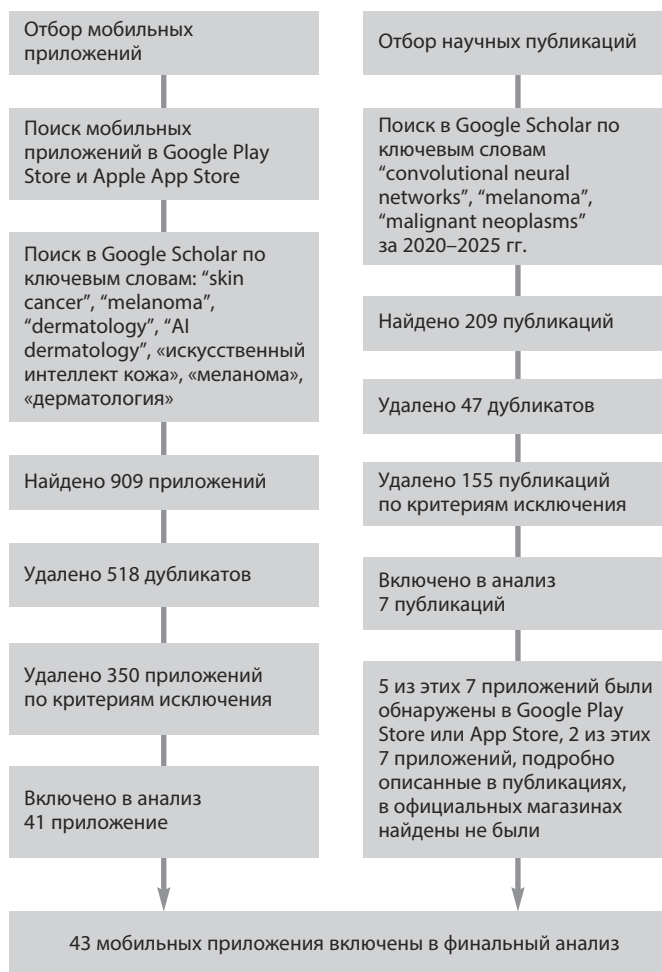 Отбор мобильных
приложений
Поиск мобильных
приложений в Google Play
Store и Apple App Store
Поиск в Google Scholar по
ключевым словам: “skin
cancer”, “melanoma”,
“dermatology”, “AI
dermatology”, «искусственный
интеллект кожа», «меланома»,
«дерматология»
Найдено 909 приложений
Удалено 518 дубликатов
Удалено 350 приложений
по критериям исключения
Включено в анализ
41 приложение
Отбор научных публикаций
Поиск в Google Scholar по
ключевым словам
“convolutional neural
networks”, “melanoma”,
“malignant neoplasms”
за 2020–2025 гг.
Найдено 209 публикаций
Удалено 47 дубликатов
Удалено 155 публикаций
по критериям исключения
Включено в анализ
7 публикаций
5 из этих 7 приложений были
обнаружены в Google Play
Store или App Store, 2 из этих
7 приложений, подробно
описанные в публикациях,
в официальных магазинах
найдены не были
43 мобильных приложения включены в финальный анализ